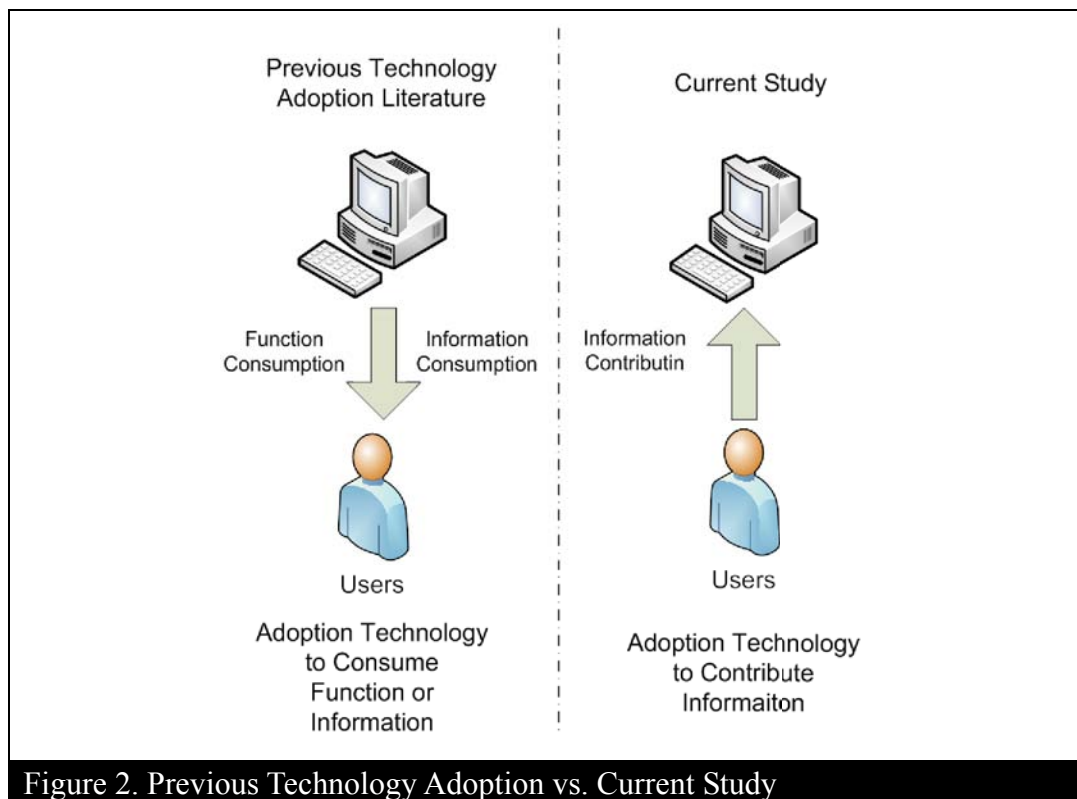 Previous Technology
Adoption Literature
Function
Consumption
Information
Consumption
Users
Adoption Technology
to Consume
Function or
Information
Current Study
Information
Contributin
Users
Adoption Technology
to Contribute
Informaiton
Figure 2. Previous Technology Adoption vs. Current Study